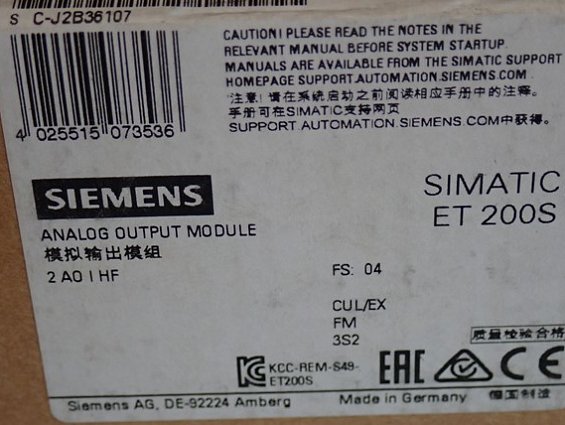 S C-J2B36107
4 025515 073536
CAUTION! PLEASE READ THE NOTES IN THE
RELEVANT MANUAL BEFORE SYSTEM STARTUP.
MANUALS ARE AVAILABLE FROM THE SIMATIC SUPPORT
HOMEPAGE SUPPORT.AUTOMATION.SIEMENS.COM.
注意! 请在系统启动之前阅读相应手册中的注释。
手册可在SIMATIC支持网页
SUPPORT.AUTOMATION.SIEMENS.COM中获得。
SIEMENS
SIMATIC
ET 200S
ANALOG OUTPUT MODULE
模拟输出模组
2 AO I HF
FS: 04
CUL/EX
FM
3S2
质量检验合格
KCC-REM-S49-
ET200S
EAC
CE
Siemens AG, DE-92224 Amberg
Made in Germany
德国制造